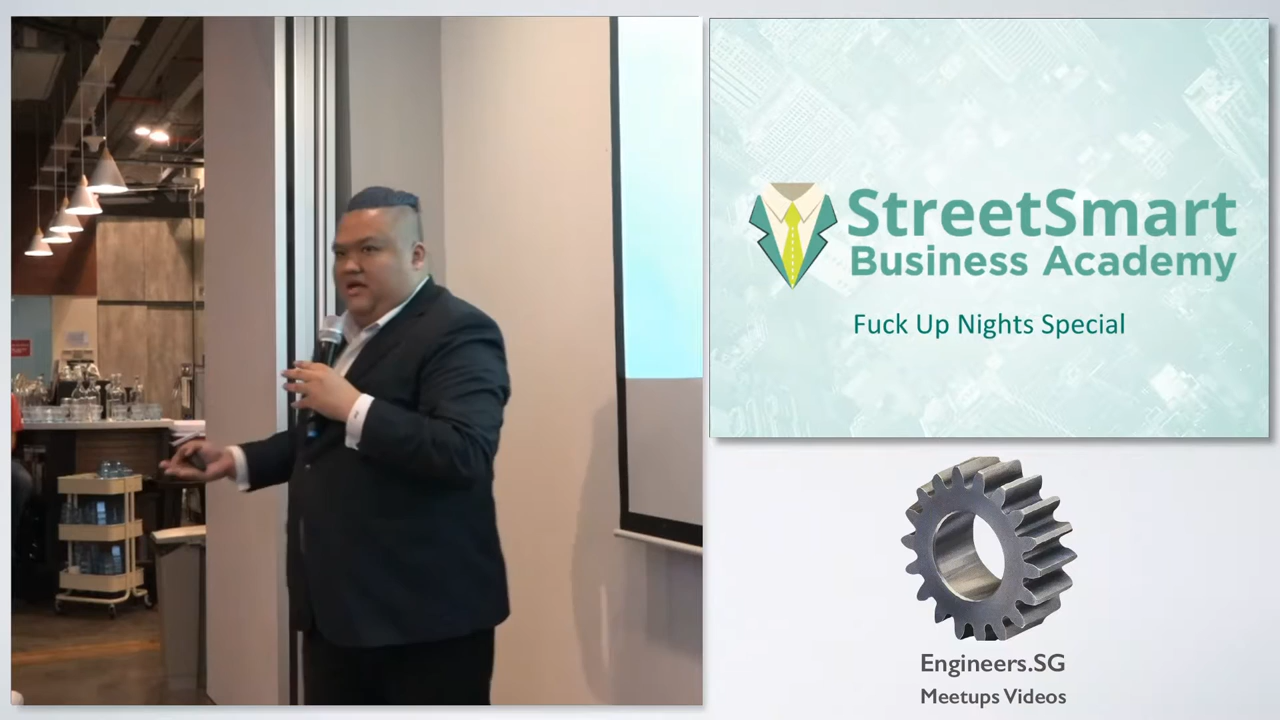 StreetSmart
Business Academy
Fuck Up Nights Special
Engineers.SG
Meetups Videos